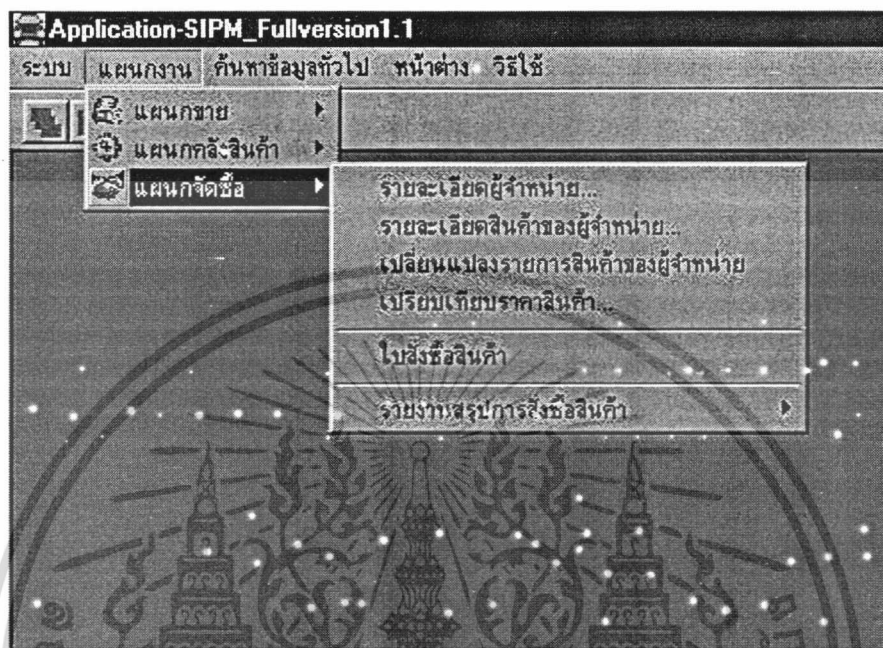 Application-SIPM_Fullversion1.1
ระบบ แผนกงาน ค้นหาข้อมูลทั่วไป หน้าต่าง วิธีใช้
แผนกขาย
แผนกคลังสินค้า
แผนกจัดซื้อ
รายละเอียดผู้จำหน่าย...
รายละเอียดสินค้าของผู้จำหน่าย...
เปลี่ยนแปลงรายการสินค้าของผู้จำหน่าย
เปรียบเทียบราคาสินค้า...
ใบสั่งซื้อสินค้า
รายงานสรุปการสั่งซื้อสินค้า